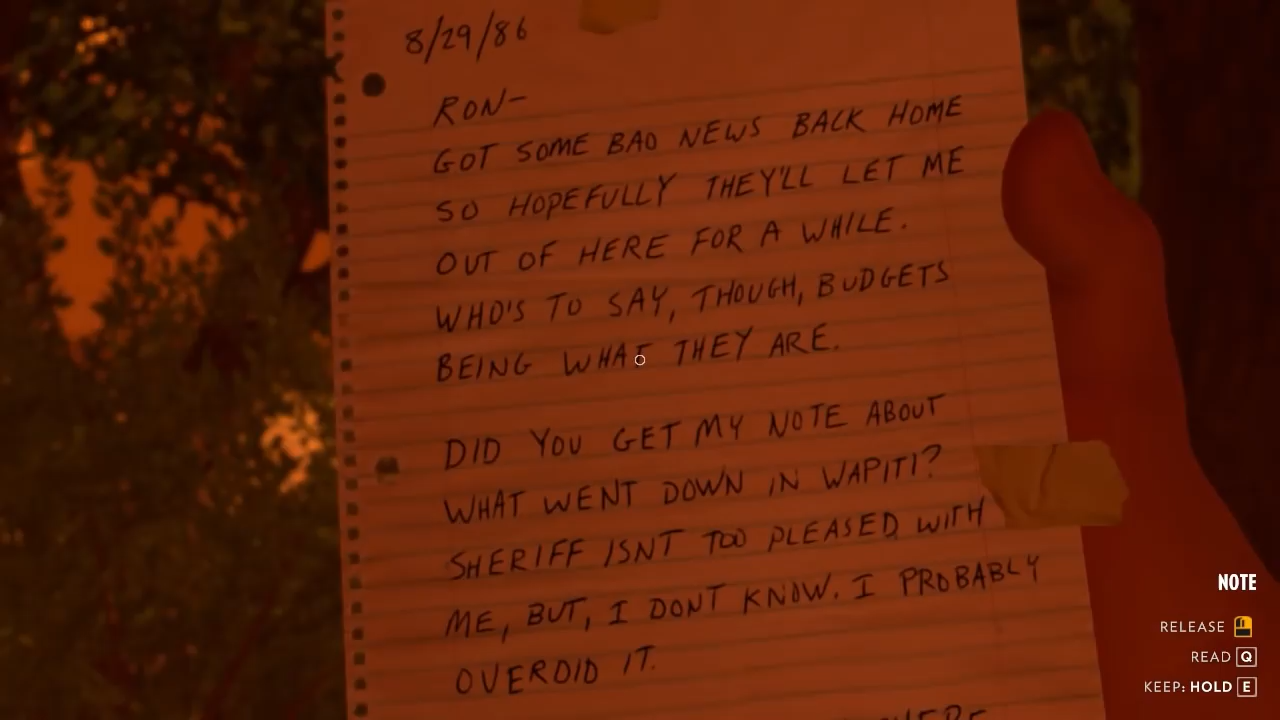 8/29/86
RON-
GOT SOME BAD NEWS BACK HOME
SO HOPEFULLY THEY'LL LET ME
OUT OF HERE FOR A WHILE.
WHO'S TO SAY, THOUGH, BUDGETS
BEING WHAT THEY ARE.
DID YOU GET MY NOTE ABOUT
WHAT WENT DOWN IN WAPITI?
SHERIFF ISNT TOO PLEASED WITH
ME, BUT, I DONT KNOW. I PROBABLY
OVERDID IT.
NOTE
RELEASE
READ Q
KEEP: HOLD E